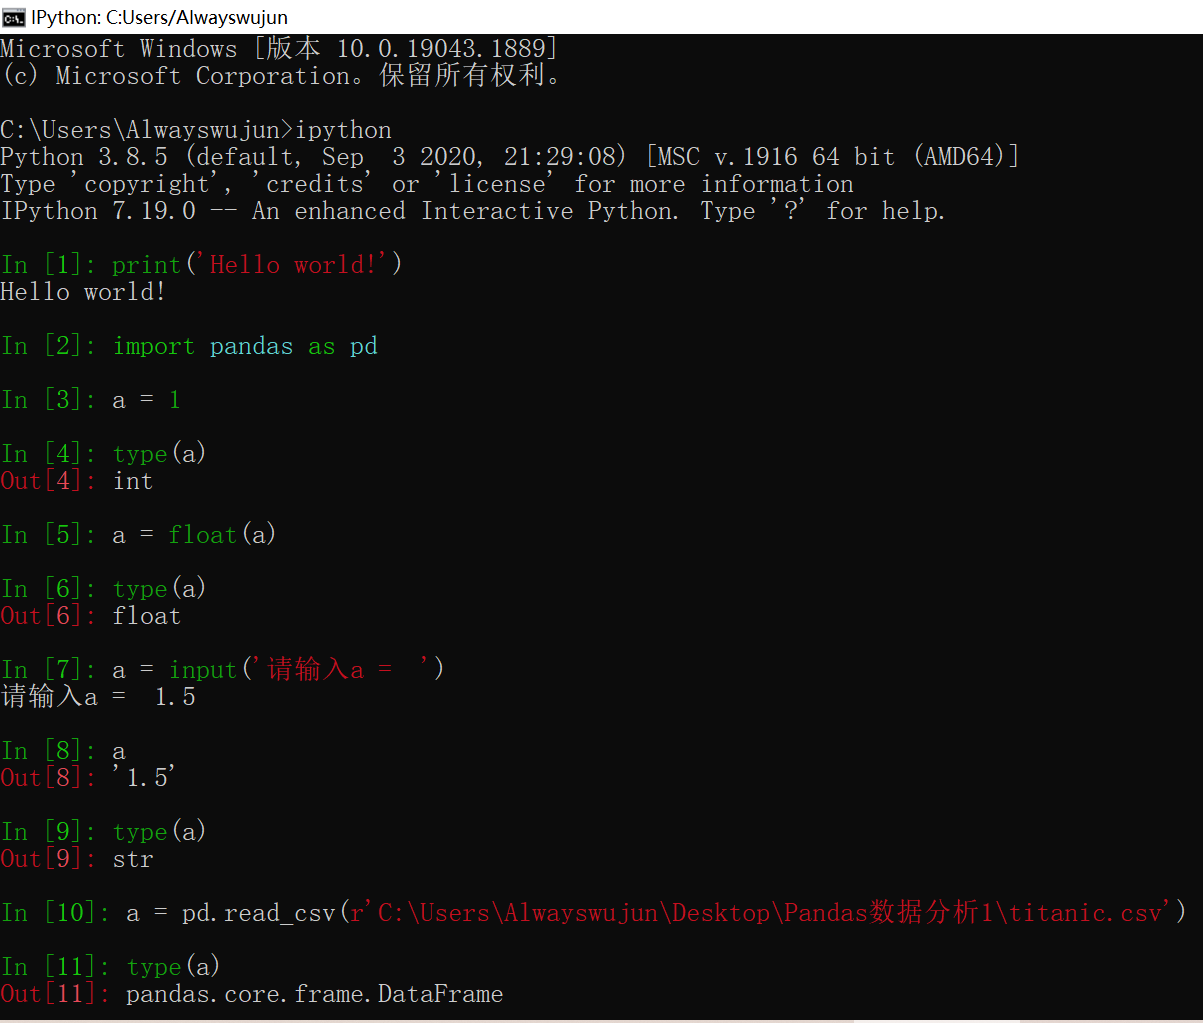 IPython: C:Users/Alwayswujun
Microsoft Windows [版本 10.0.19043.1889]
(c) Microsoft Corporation。保留所有权利。
C:\Users\Alwayswujun>ipython
Python 3.8.5 (default, Sep  3 2020, 21:29:08) [MSC v.1916 64 bit (AMD64)]
Type 'copyright', 'credits' or 'license' for more information
IPython 7.19.0 -- An enhanced Interactive Python. Type '?' for help.
In [1]: print('Hello world!')
Hello world!
In [2]: import pandas as pd
In [3]: a = 1
In [4]: type(a)
Out[4]: int
In [5]: a = float(a)
In [6]: type(a)
Out[6]: float
In [7]: a = input('请输入a =  ')
请输入a =  1.5
In [8]: a
Out[8]: '1.5'
In [9]: type(a)
Out[9]: str
In [10]: a = pd.read_csv(r'C:\Users\Alwayswujun\Desktop\Pandas数据分析1\titanic.csv')
In [11]: type(a)
Out[11]: pandas.core.frame.DataFrame